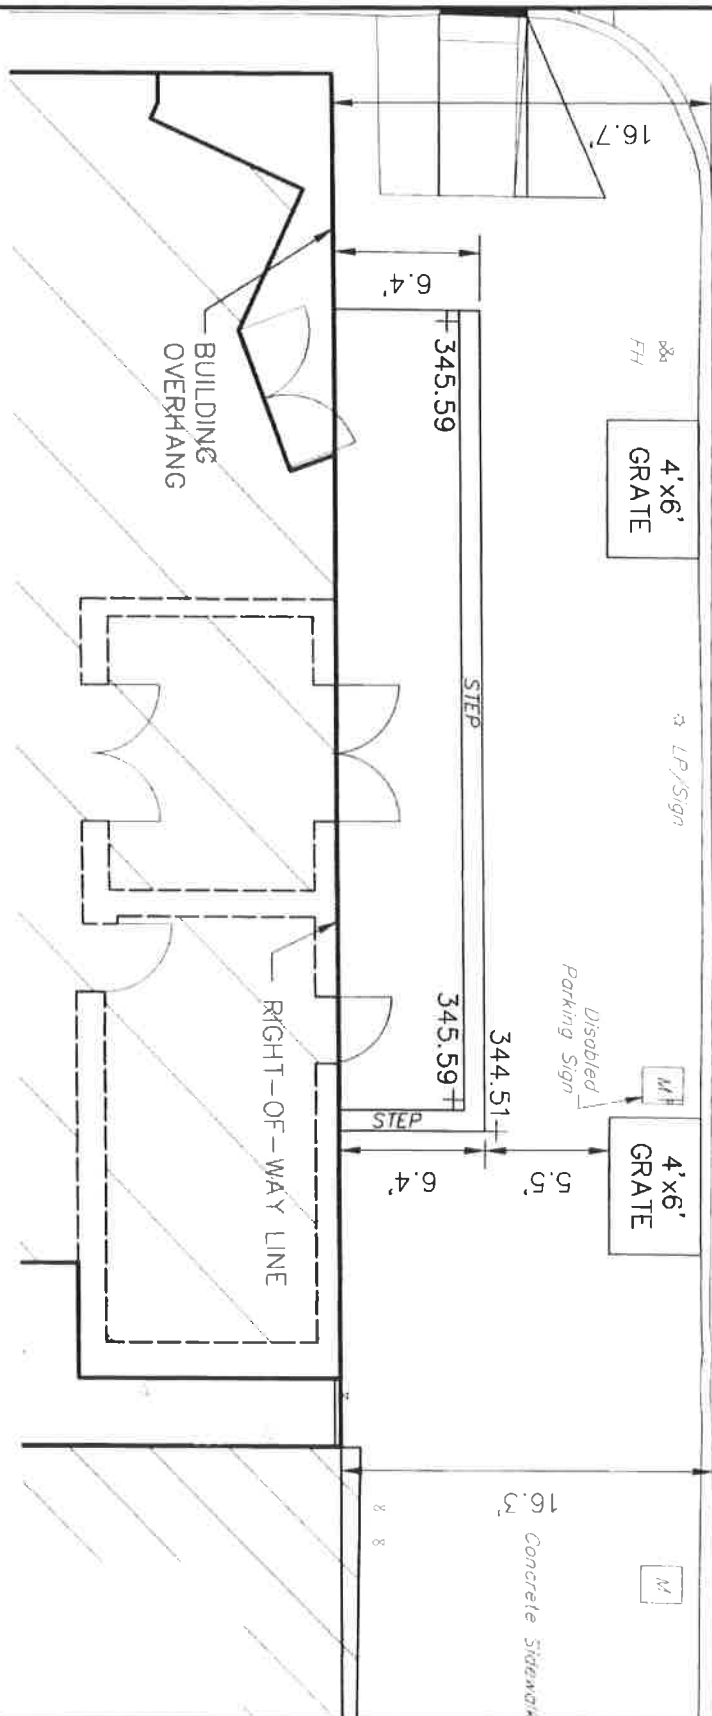 16.7'
6.4'
345.59
BUILDING
OVERHANG
FH
4'x6'
GRATE
STEP
LP/Sign
Disabled
Parking Sign
M
345.59
344.51
STEP
6.4'
5.5'
4'x6'
GRATE
RIGHT-OF-WAY LINE
16.3'
Concrete Sidewalk
M